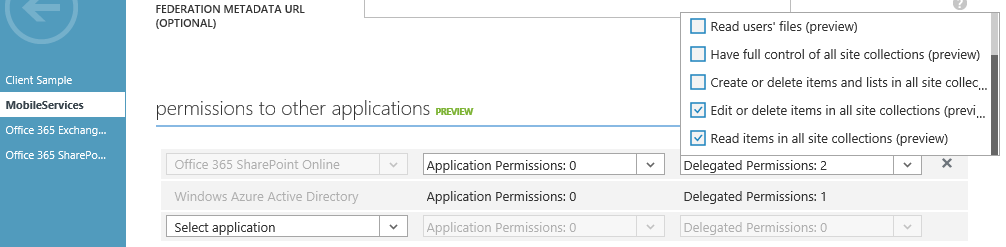 FEDERATION METADATA URL
(OPTIONAL)
?
Read users' files (preview)
Have full control of all site collections (preview)
Create or delete items and lists in all site collec...
Edit or delete items in all site collections (previ...
Read items in all site collections (preview)
Client Sample
MobileServices
Office 365 Exchang...
Office 365 SharePo...
permissions to other applications PREVIEW
Office 365 SharePoint Online Application Permissions: 0 Delegated Permissions: 2
Windows Azure Active Directory Application Permissions: 0 Delegated Permissions: 1
Select application Application Permissions: 0 Delegated Permissions: 0